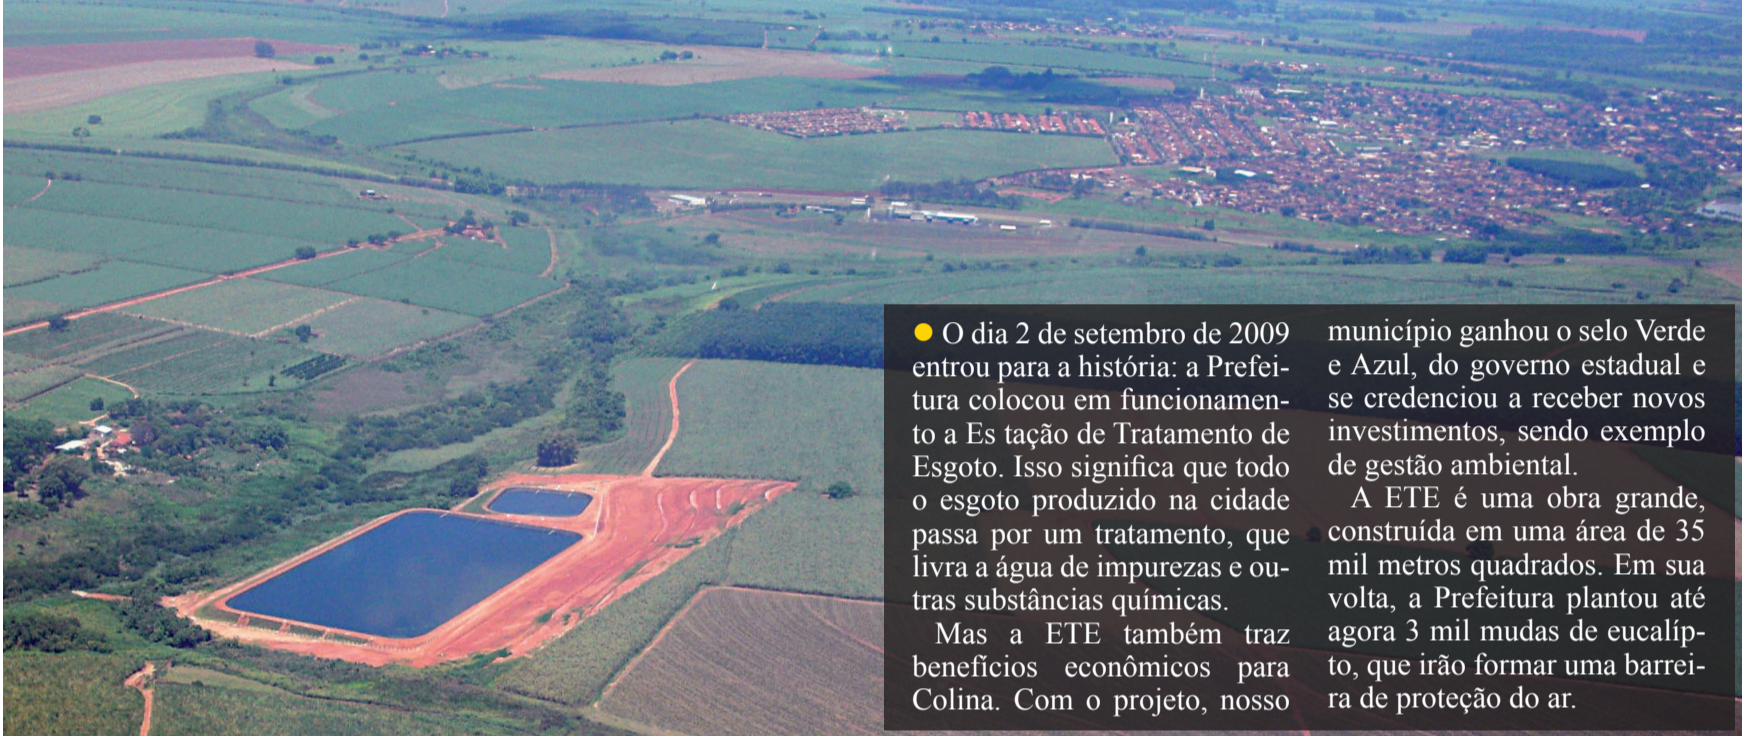 ● O dia 2 de setembro de 2009
entrou para a história: a Prefei-
tura colocou em funcionamen-
to a Es tação de Tratamento de
Esgoto. Isso significa que todo
o esgoto produzido na cidade
passa por um tratamento, que
livra a água de impurezas e ou-
tras substâncias químicas.
Mas a ETE também traz
benefícios econômicos para
Colina. Com o projeto, nosso
município ganhou o selo Verde
e Azul, do governo estadual e
se credenciou a receber novos
investimentos, sendo exemplo
de gestão ambiental.
A ETE é uma obra grande,
construída em uma área de 35
mil metros quadrados. Em sua
volta, a Prefeitura plantou até
agora 3 mil mudas de eucalíp-
to, que irão formar uma barrei-
ra de proteção do ar.